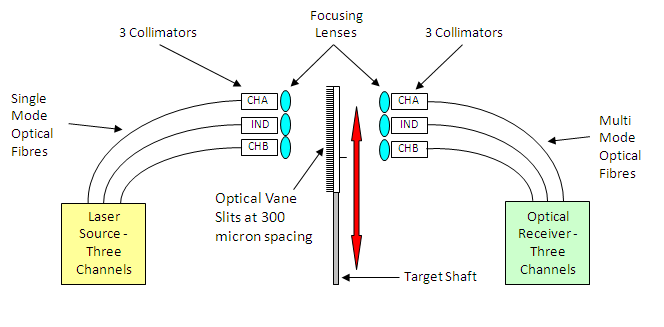 Focusing
Lenses
3 Collimators
3 Collimators
Single
Mode
Optical
Fibres
CHA
IND
CHB
CHA
IND
CHB
Multi
Mode
Optical
Fibres
Optical Vane
Slits at 300
micron spacing
Laser
Source -
Three
Channels
Optical
Receiver-
Three
Channels
Target Shaft